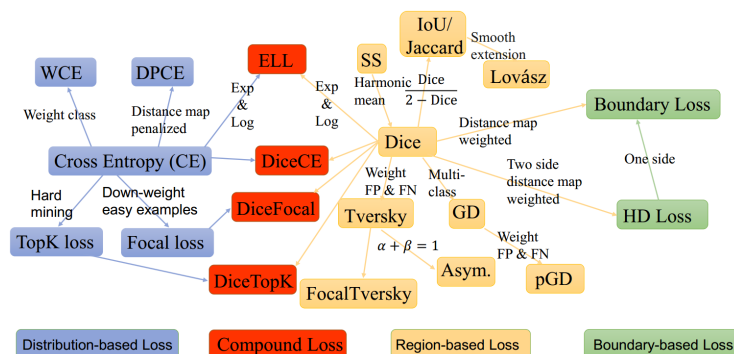 IoU/
Jaccard
Smooth
extension
Lovász
SS
ELL
WCE
DPCE
Harmonic
mean
Dice
2 − Dice
Exp
&
Log
Exp
&
Log
Weight class
Distance map
penalized
Boundary Loss
Distance map
weighted
Dice
Cross Entropy (CE)
DiceCE
One side
Two side
distance map
weighted
Weight
FP & FN
Multi-
class
Hard
mining
Down-weight
easy examples
DiceFocal
Tversky
GD
HD Loss
TopK loss
Focal loss
α + β = 1
Weight
FP & FN
DiceTopK
FocalTversky
Asym.
pGD
Distribution-based Loss
Compound Loss
Region-based Loss
Boundary-based Loss